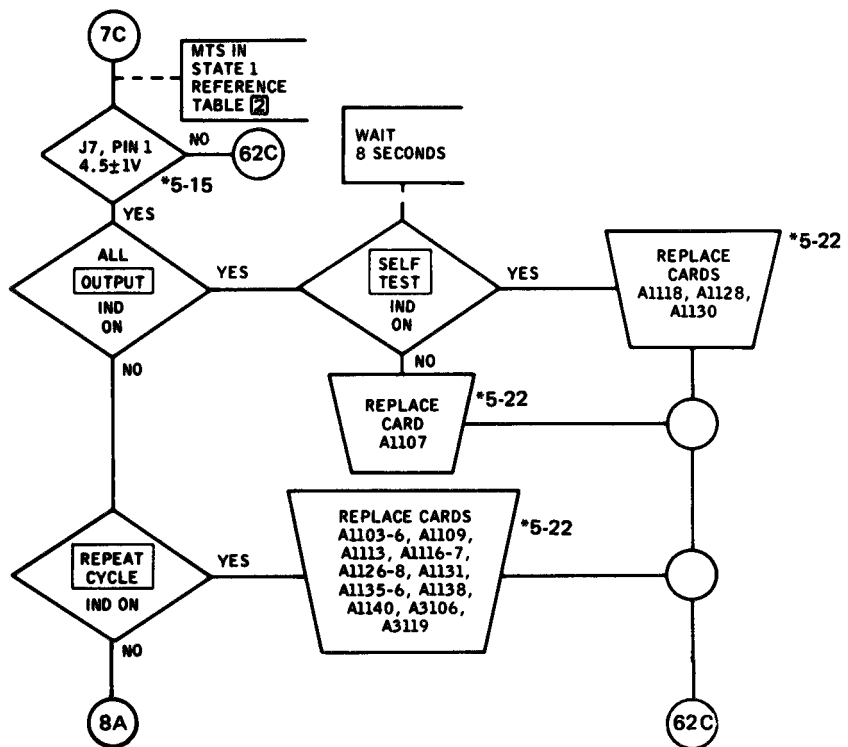 7C
MTS IN
STATE 1
REFERENCE
TABLE 2
J7, PIN 1
4.5±1V
NO
62C
*5-15
YES
WAIT
8 SECONDS
ALL
OUTPUT
IND
ON
YES
NO
SELF
TEST
IND
ON
YES
NO
REPLACE
CARDS
A1118, A1128,
A1130
*5-22
REPLACE
CARD
A1107
*5-22
REPEAT
CYCLE
IND ON
YES
NO
REPLACE CARDS
A1103-6, A1109,
A1113, A1116-7,
A1126-8, A1131,
A1135-6, A1138,
A1140, A3106,
A3119
*5-22
8A
62C